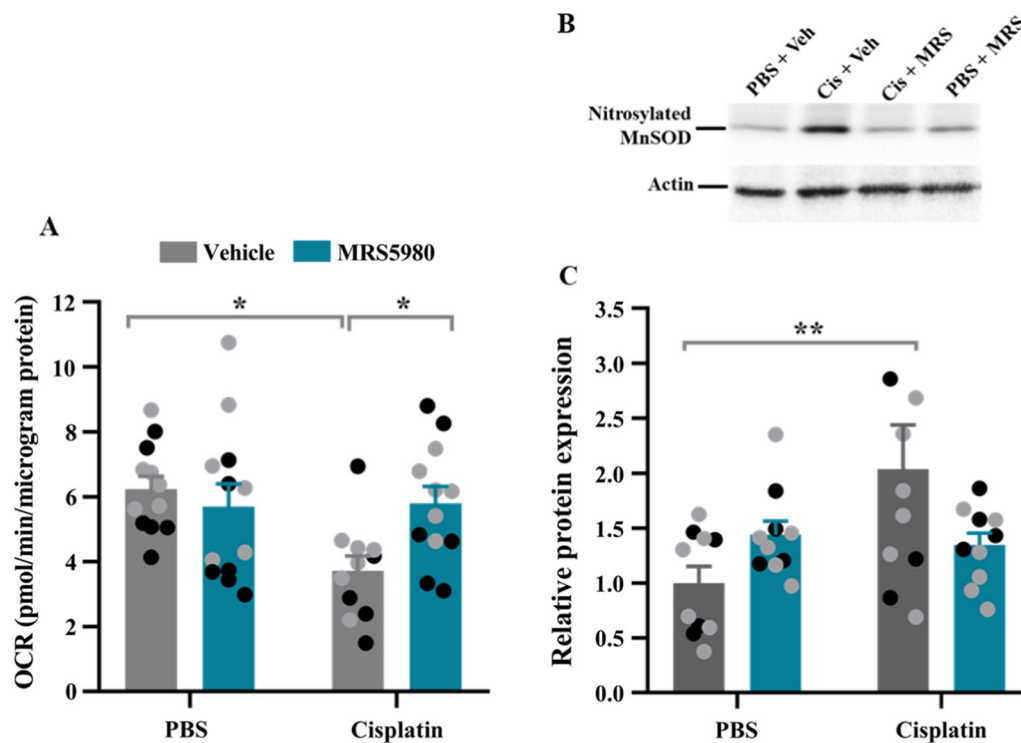 B
PBS + Veh
Cis + Veh
Cis + MRS
PBS + MRS
Nitrosylated
MnSOD
Actin
A
Vehicle MRS5980
OCR (pmol/min/microgram protein)
12
10
8
6
4
2
0
* *
PBS Cisplatin
C
Relative protein expression
3.5
3.0
2.5
2.0
1.5
1.0
0.5
0.0
**
PBS Cisplatin